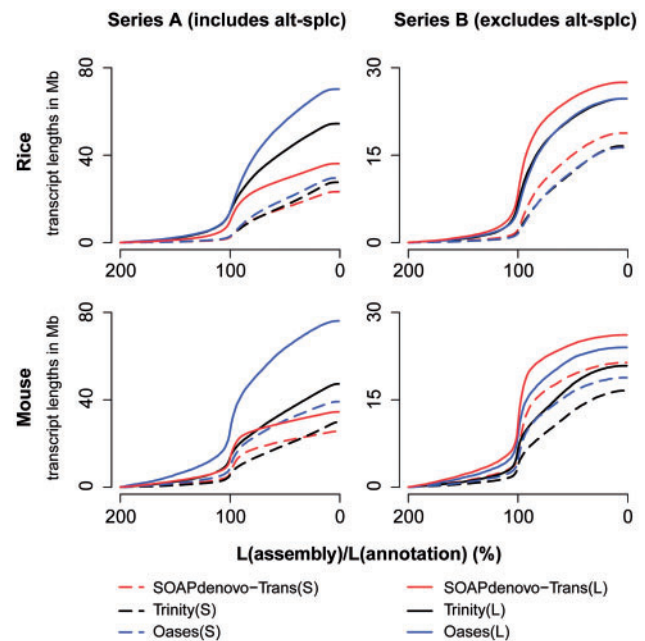 Series A (includes alt-splc)
Series B (excludes alt-splc)
Rice
transcript lengths in Mb
80
40
0
200
100
0
30
15
0
200
100
0
Mouse
transcript lengths in Mb
80
40
0
200
100
0
30
15
0
200
100
0
L(assembly)/L(annotation) (%)
SOAPdenovo-Trans(S)
SOAPdenovo-Trans(L)
Trinity(S)
Trinity(L)
Oases(S)
Oases(L)